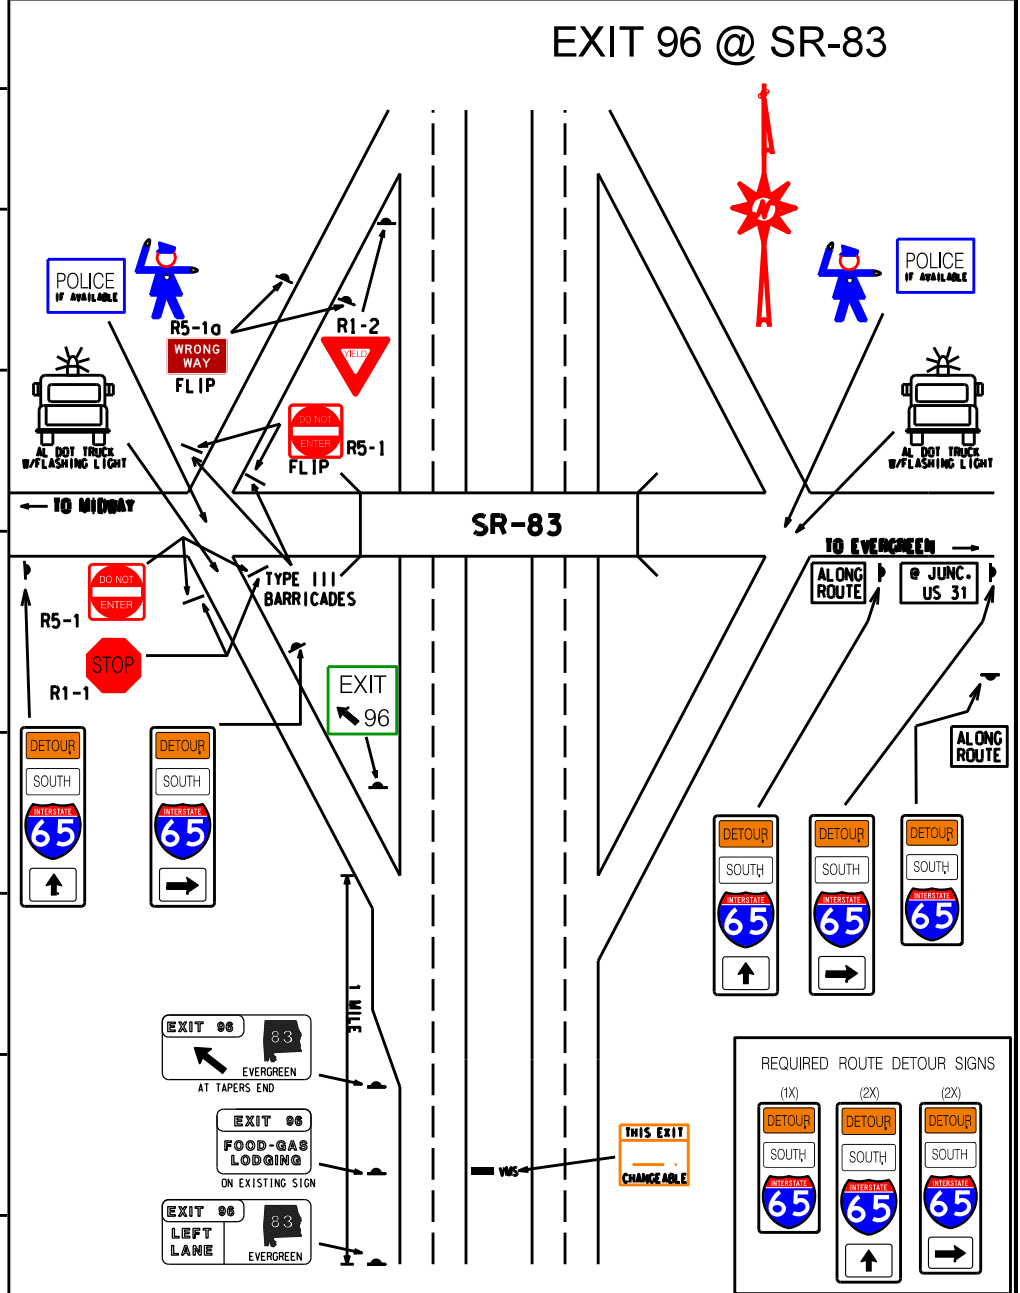 EXIT 96 @ SR-83
N
POLICE
IF AVAILABLE
POLICE
IF AVAILABLE
R5-1a
WRONG
WAY
FLIP
R1-2
YIELD
AL DOT TRUCK
W/FLASHING LIGHT
DO NOT
ENTER
R5-1
FLIP
AL DOT TRUCK
W/FLASHING LIGHT
TO MIDWAY
SR-83
TO EVERGREEN
DO NOT
ENTER
R5-1
TYPE III
BARRICADES
ALONG
ROUTE
@ JUNC.
US 31
STOP
R1-1
EXIT
96
ALONG
ROUTE
DETOUR
SOUTH
INTERSTATE
65
DETOUR
SOUTH
INTERSTATE
65
DETOUR
SOUTH
INTERSTATE
65
DETOUR
SOUTH
INTERSTATE
65
DETOUR
SOUTH
INTERSTATE
65
1 MILE
EXIT 96
83
EVERGREEN
AT TAPERS END
EXIT 96
FOOD-GAS
LODGING
ON EXISTING SIGN
EXIT 96
LEFT
LANE
83
EVERGREEN
VMS
THIS EXIT
CHANGEABLE
REQUIRED ROUTE DETOUR SIGNS
(1X)
(2X)
(2X)
DETOUR
SOUTH
INTERSTATE
65
DETOUR
SOUTH
INTERSTATE
65
DETOUR
SOUTH
INTERSTATE
65